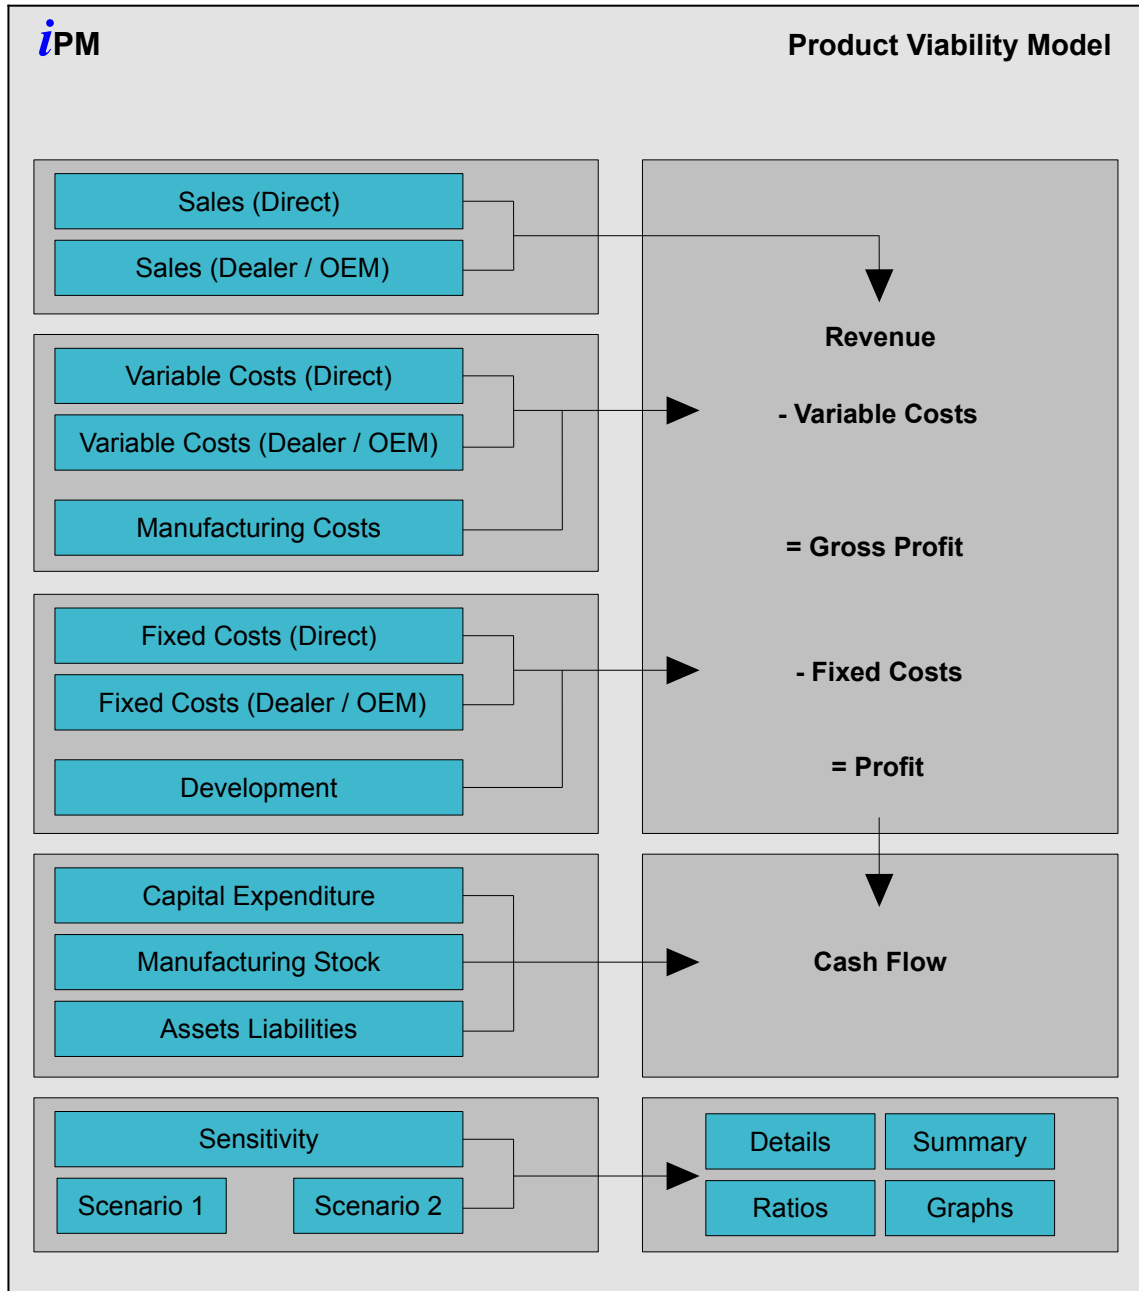 iPM
Product Viability Model
Sales (Direct)
Sales (Dealer / OEM)
Revenue
Variable Costs (Direct)
Variable Costs (Dealer / OEM)
Manufacturing Costs
- Variable Costs
= Gross Profit
Fixed Costs (Direct)
Fixed Costs (Dealer / OEM)
Development
- Fixed Costs
= Profit
Capital Expenditure
Manufacturing Stock
Assets Liabilities
Cash Flow
Sensitivity
Scenario 1
Scenario 2
Details
Summary
Ratios
Graphs